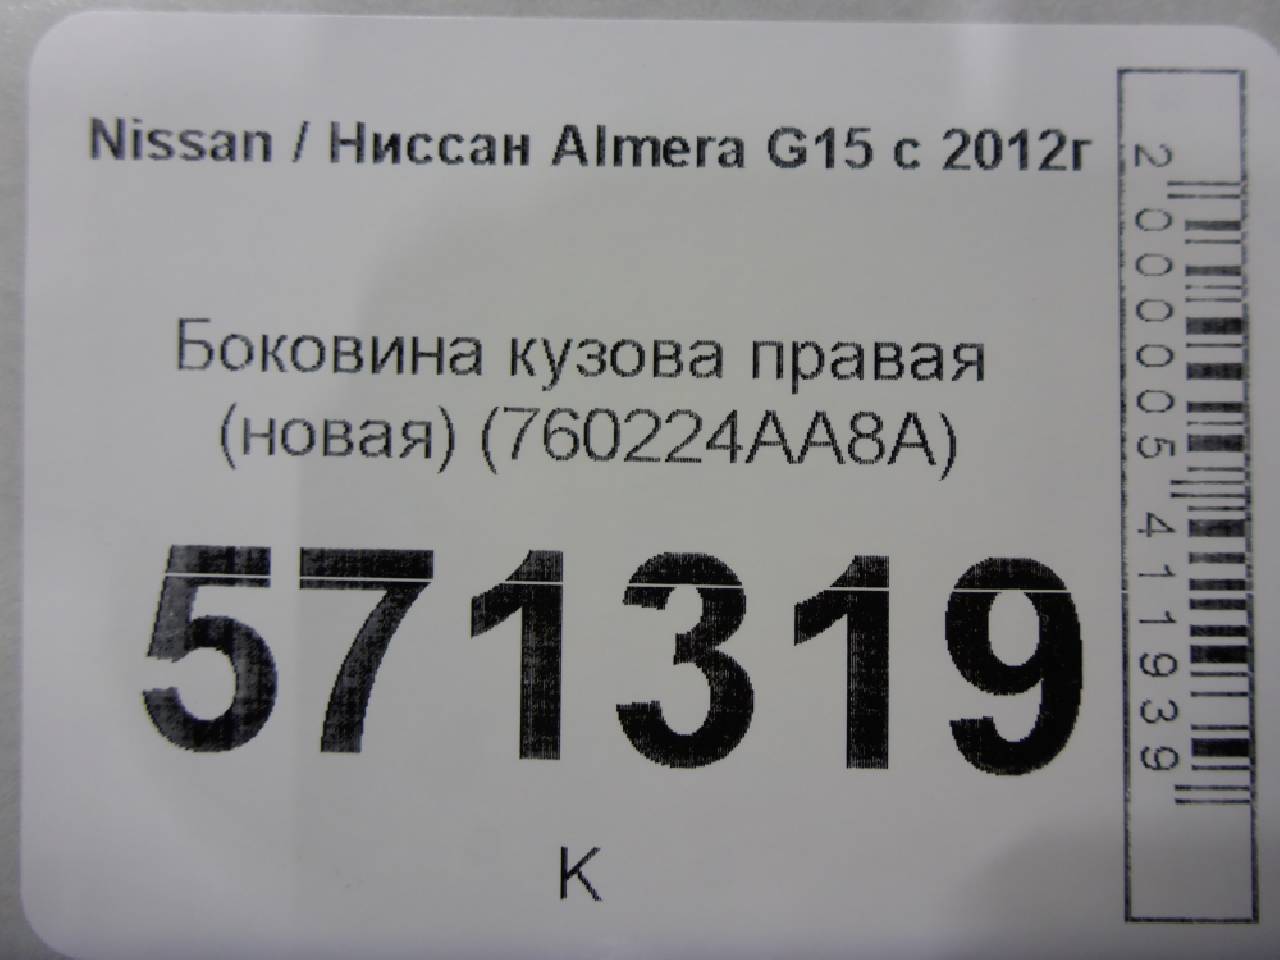 Nissan / Ниссан Almera G15 с 2012г
Боковина кузова правая
(новая) (760224AA8A)
571319
К
2000005411939